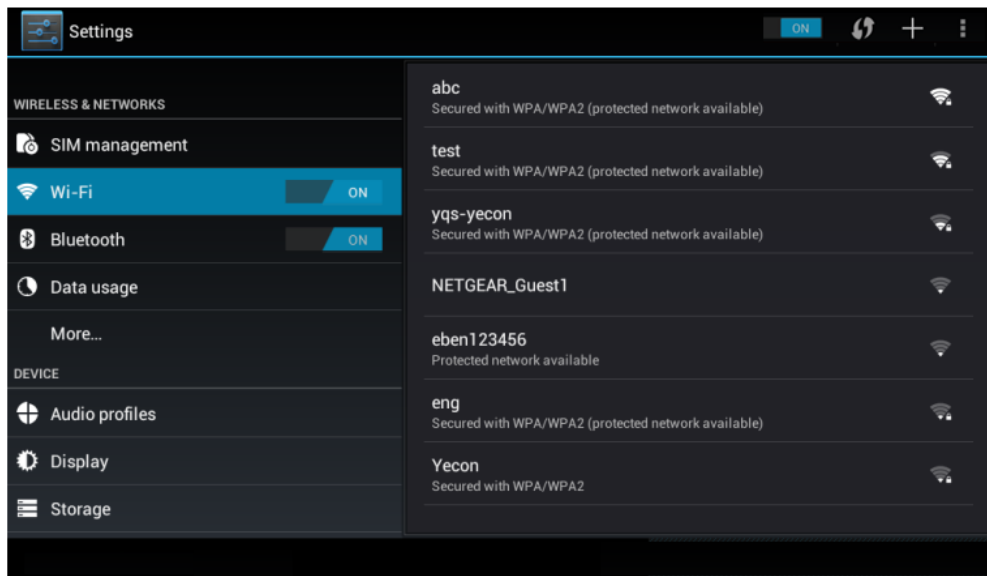 Settings
ON
WIRELESS & NETWORKS
SIM management
Wi-Fi ON
Bluetooth ON
Data usage
More...
DEVICE
Audio profiles
Display
Storage
abc
Secured with WPA/WPA2 (protected network available)
test
Secured with WPA/WPA2 (protected network available)
yqs-yecon
Secured with WPA/WPA2 (protected network available)
NETGEAR_Guest1
eben123456
Protected network available
eng
Secured with WPA/WPA2 (protected network available)
Yecon
Secured with WPA/WPA2